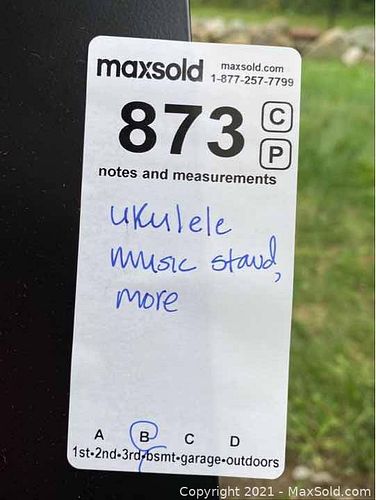 maxsold maxsold.com
1-877-257-7799
873 C
P
notes and measurements
ukulele
music stand,
more
A B C D
1st•2nd•3rd•bsmt•garage•outdoors
Copyright © 2021 - MaxSold.com